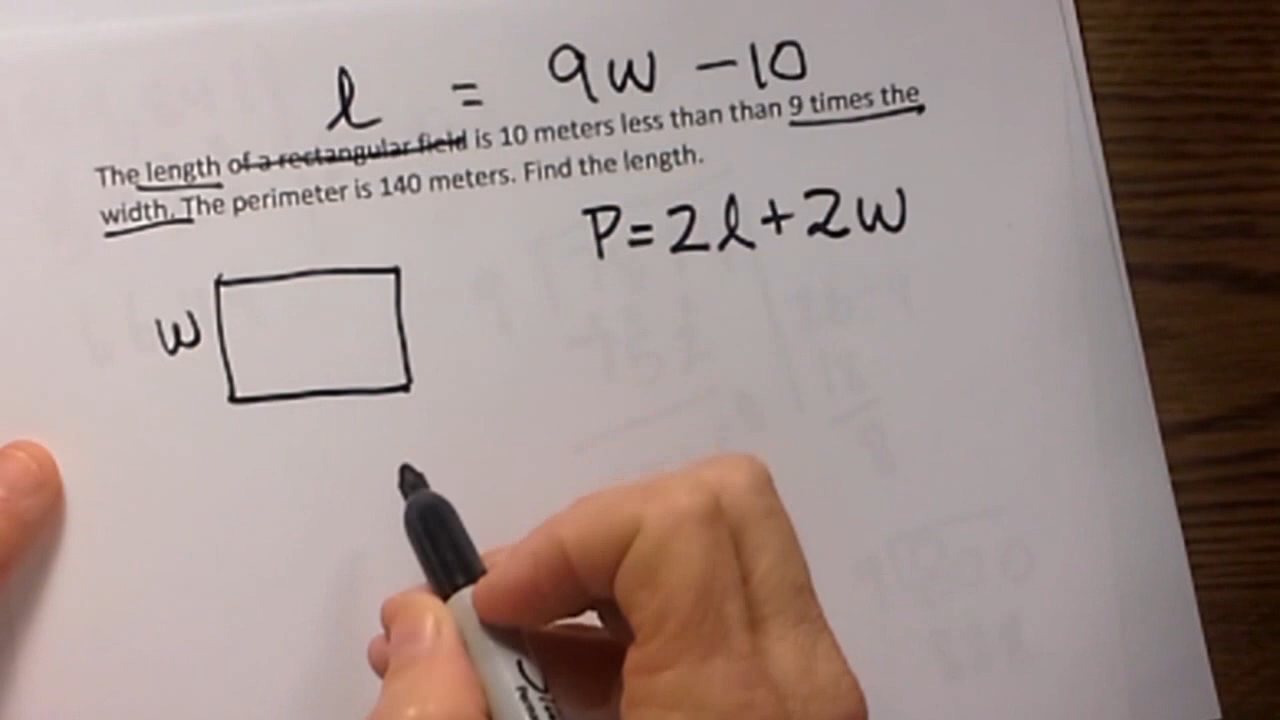 l = 9w - 10
The length of a rectangular field is 10 meters less than than 9 times the
width. The perimeter is 140 meters. Find the length.
P=2l+2w
w